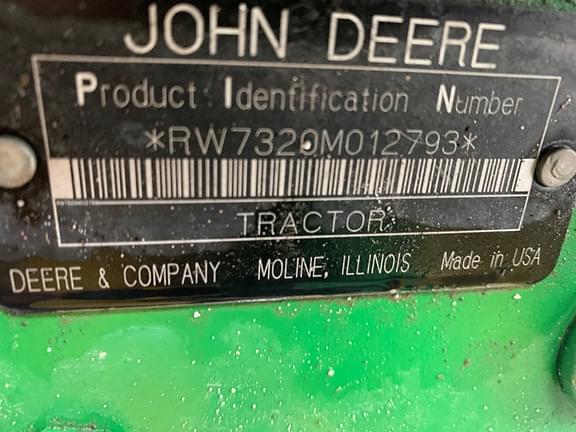 JOHN DEERE
Product Identification Number
*RW7320M012793*
TRACTOR
DEERE & COMPANY MOLINE, ILLINOIS Made in USA